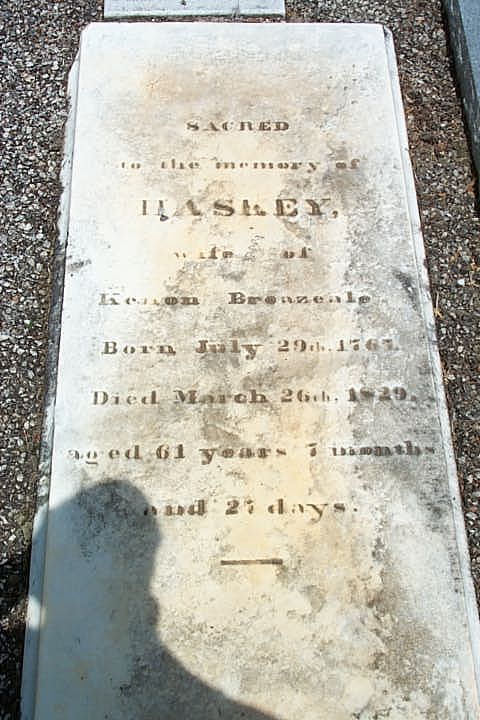 SACRED
to the memory of
HASKEY,
wife of
Kenon Breazeale
Born July 29th, 1767.
Died March 26th, 1829.
aged 61 years 7 months
and 27 days.